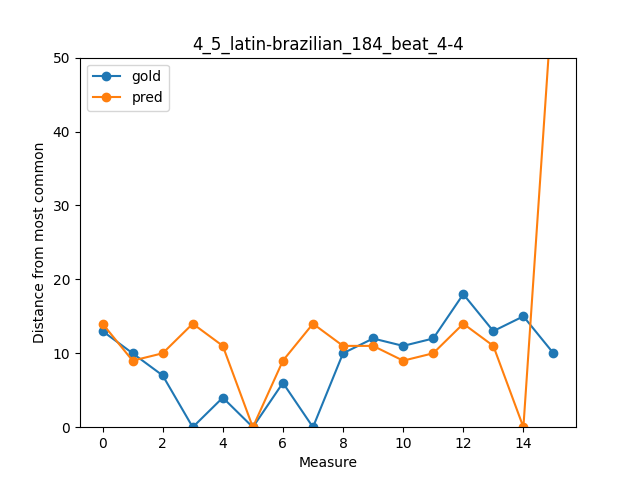 4_5_latin-brazilian_184_beat_4-4
gold
pred
50
40
30
20
10
0
Distance from most common
0 2 4 6 8 10 12 14
Measure